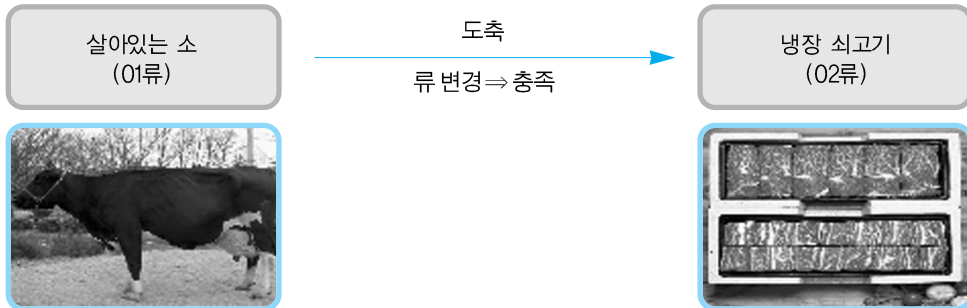 살아있는 소
(01류)
도축
류 변경⇒충족
냉장 쇠고기
(02류)